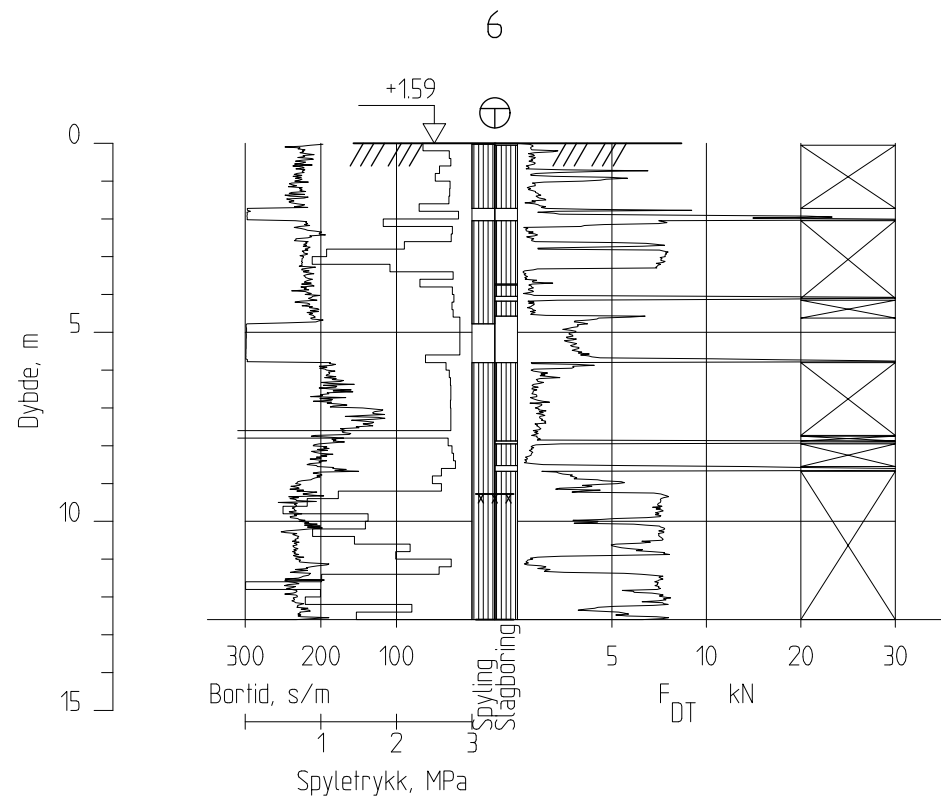 6
+1.59
0
5
10
15
Dybde, m
300 200 100
5 10 20 30
Bortid, s/m
Spyling
Slagboring
F DT kN
1 2 3
Spyletrykk, MPa